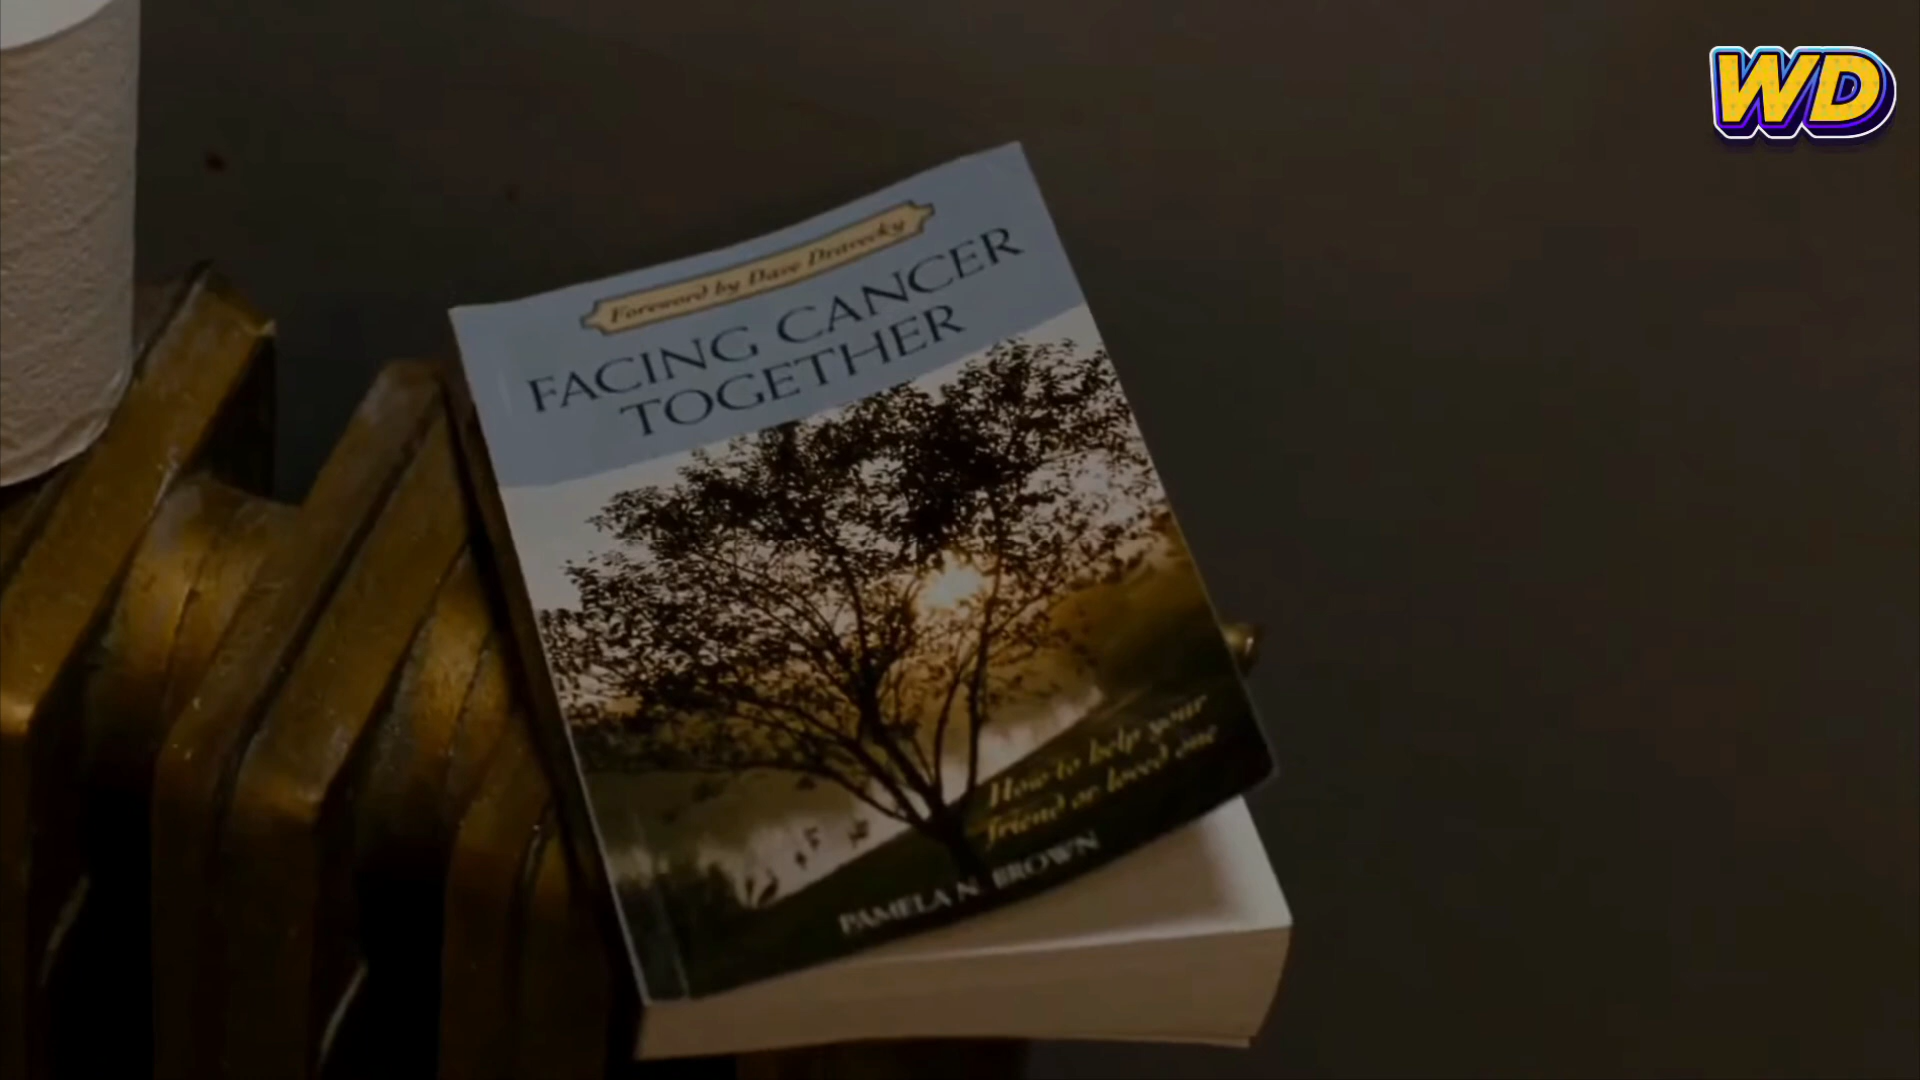 WD
Foreword by Dave Dravecky
FACING CANCER
TOGETHER
How to help your
friend or loved one
PAMELA N. BROWN